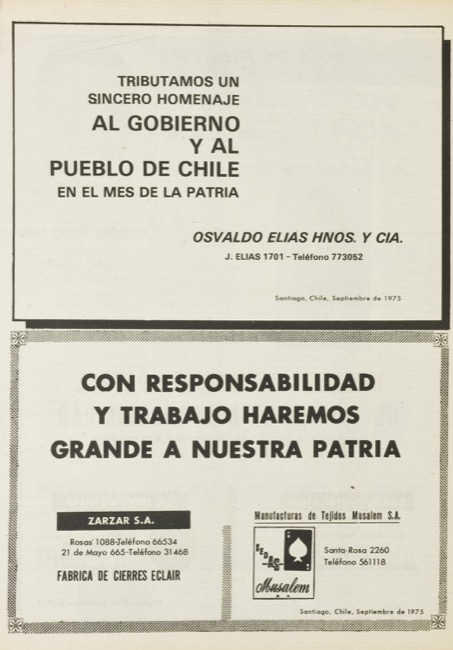 TRIBUTAMOS UN
SINCERO HOMENAJE
AL GOBIERNO
Y AL
PUEBLO DE CHILE
EN EL MES DE LA PATRIA
OSVALDO ELIAS HNOS. Y CIA.
J. ELIAS 1701 - Teléfono 773052
Santiago, Chile, Septiembre de 1975
CON RESPONSABILIDAD
Y TRABAJO HAREMOS
GRANDE A NUESTRA PATRIA
ZARZAR S.A.
Rosas 1088-Teléfono 66534
21 de Mayo 665-Teléfono 31468
FABRICA DE CIERRES ECLAIR
Manufacturas de Tejidos Musalem S.A.
SEDAS
Musalem
Santa-Rosa 2260
Teléfono 561118
Santiago, Chile, Septiembre de 1975